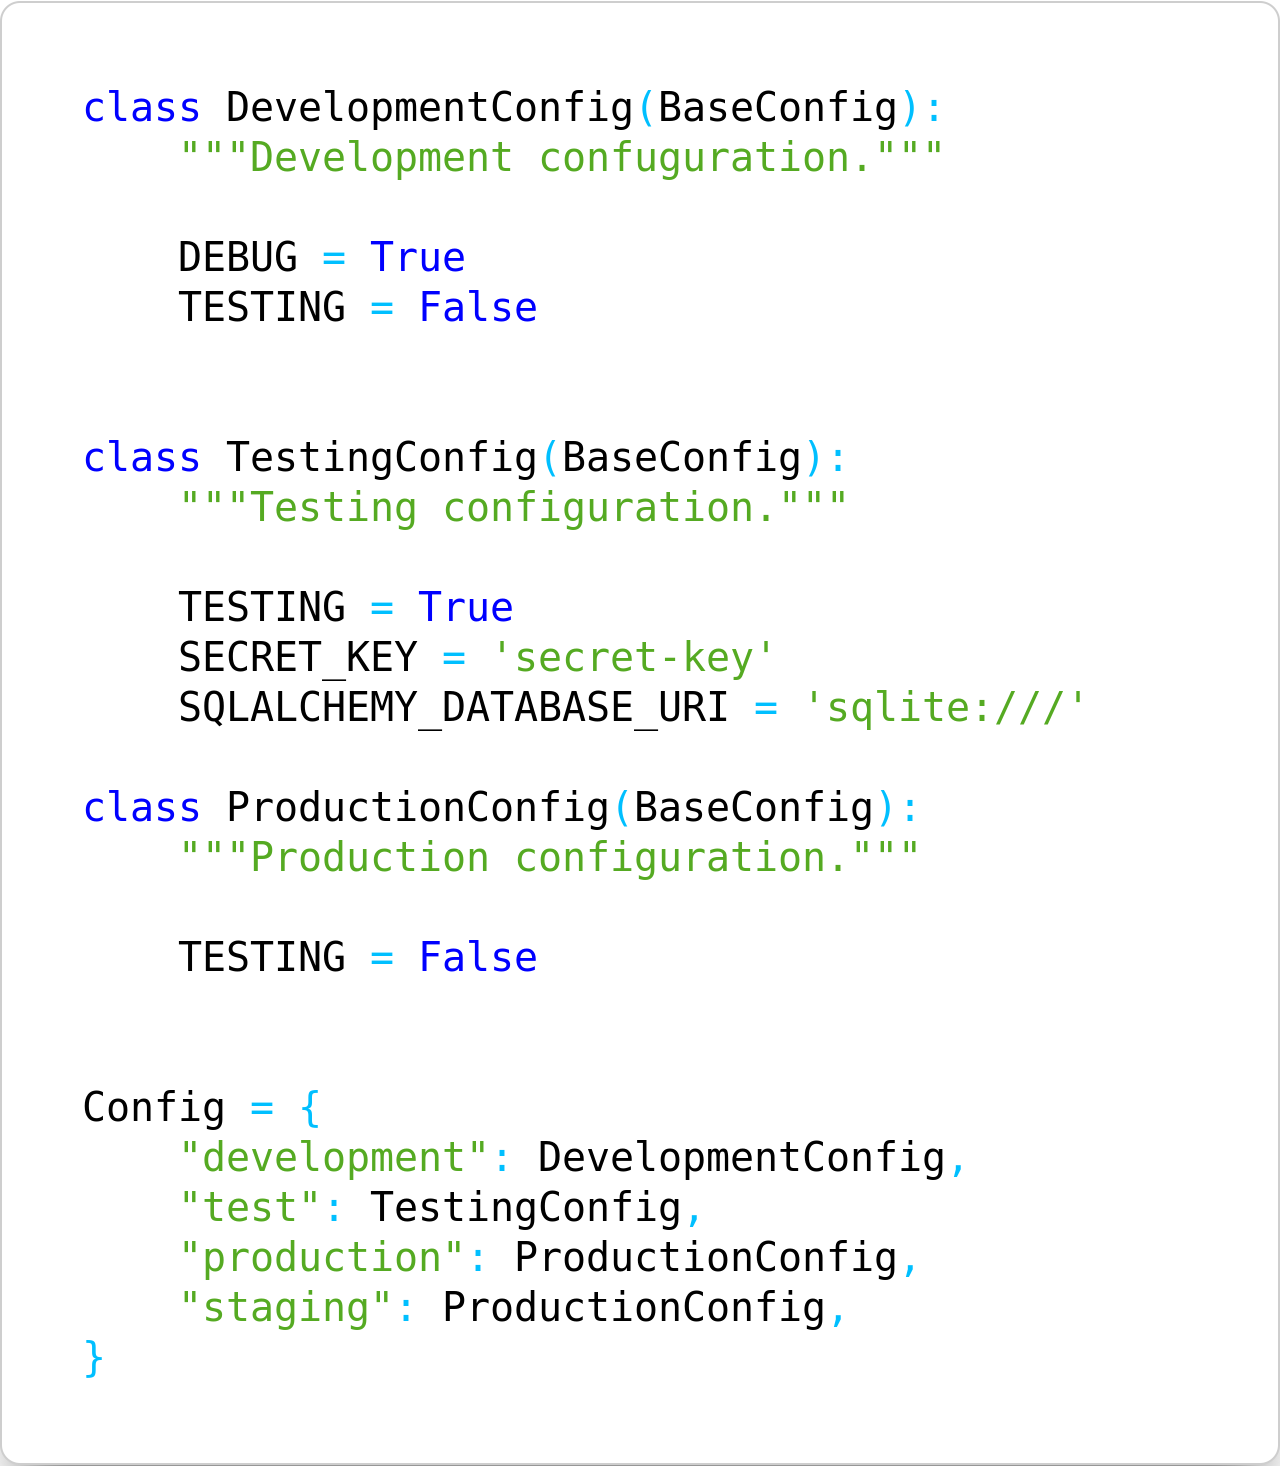 class DevelopmentConfig(BaseConfig):
    """Development confuguration."""

    DEBUG = True
    TESTING = False


class TestingConfig(BaseConfig):
    """Testing configuration."""

    TESTING = True
    SECRET_KEY = 'secret-key'
    SQLALCHEMY_DATABASE_URI = 'sqlite:///'

class ProductionConfig(BaseConfig):
    """Production configuration."""

    TESTING = False


Config = {
    "development": DevelopmentConfig,
    "test": TestingConfig,
    "production": ProductionConfig,
    "staging": ProductionConfig,
}